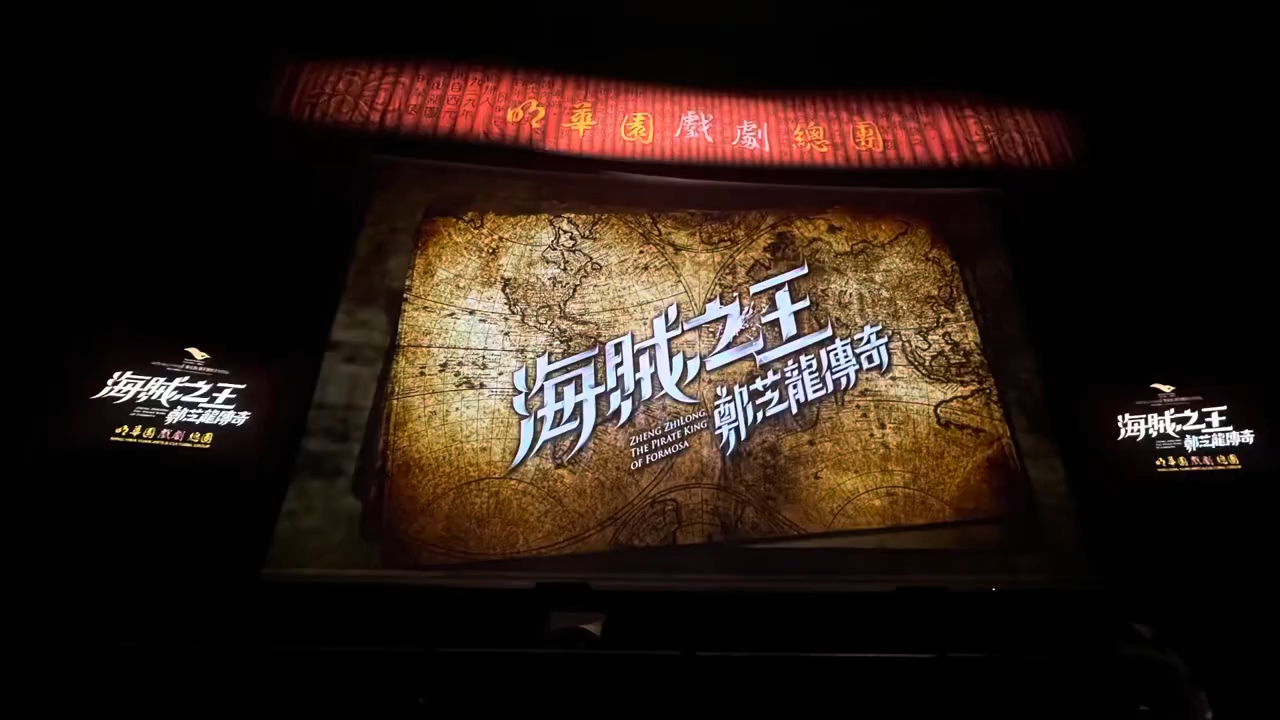 明華園戲劇總團
海賊之王
鄭芝龍傳奇
ZHENG ZHILONG,
THE PIRATE KING
OF FORMOSA
海賊之王
鄭芝龍傳奇
明華園戲劇總團
海賊之王
鄭芝龍傳奇
明華園戲劇總團